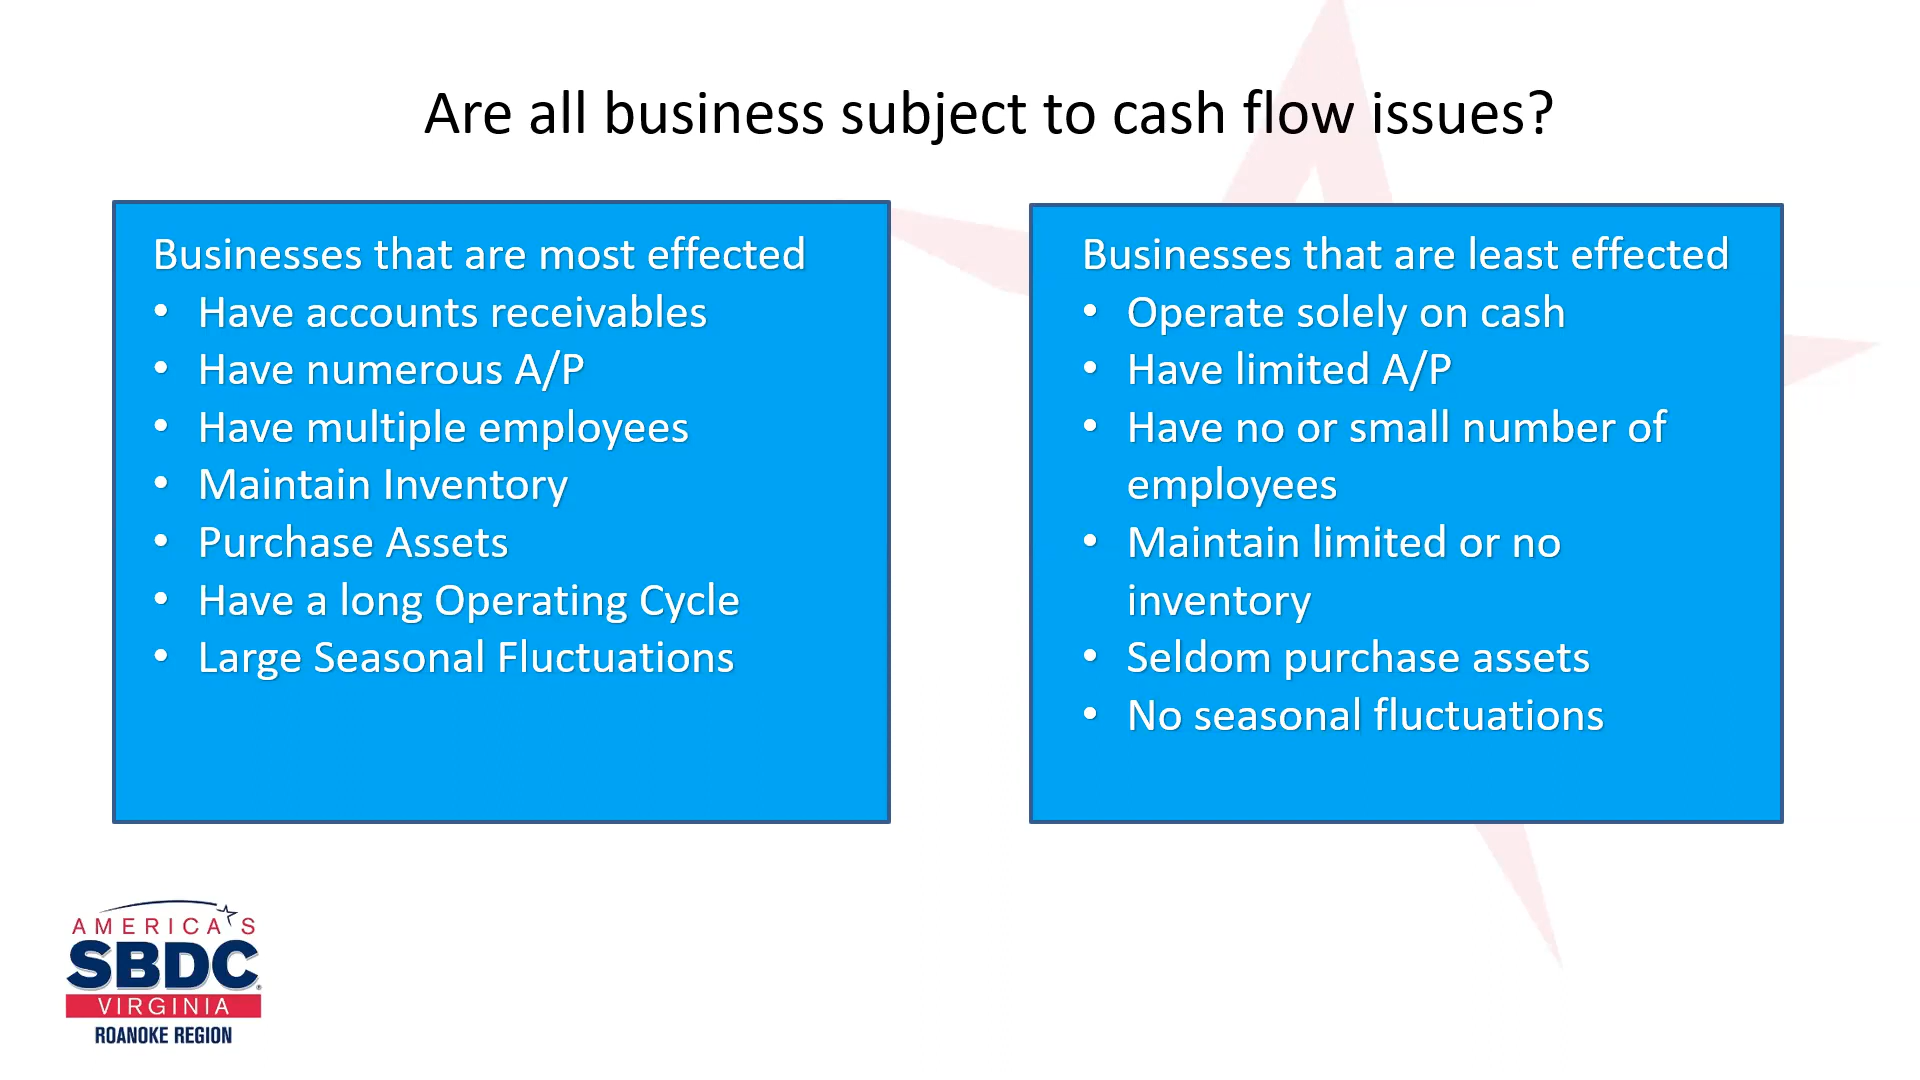 Are all business subject to cash flow issues?
Businesses that are most effected
• Have accounts receivables
• Have numerous A/P
• Have multiple employees
• Maintain Inventory
• Purchase Assets
• Have a long Operating Cycle
• Large Seasonal Fluctuations
Businesses that are least effected
• Operate solely on cash
• Have limited A/P
• Have no or small number of
employees
• Maintain limited or no
inventory
• Seldom purchase assets
• No seasonal fluctuations
AMERICA'S
SBDC®
VIRGINIA
ROANOKE REGION